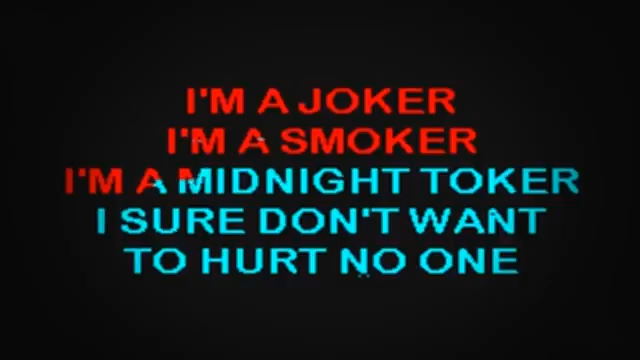 I'M A JOKER
I'M A SMOKER
I'M A MIDNIGHT TOKER
I SURE DON'T WANT
TO HURT NO ONE